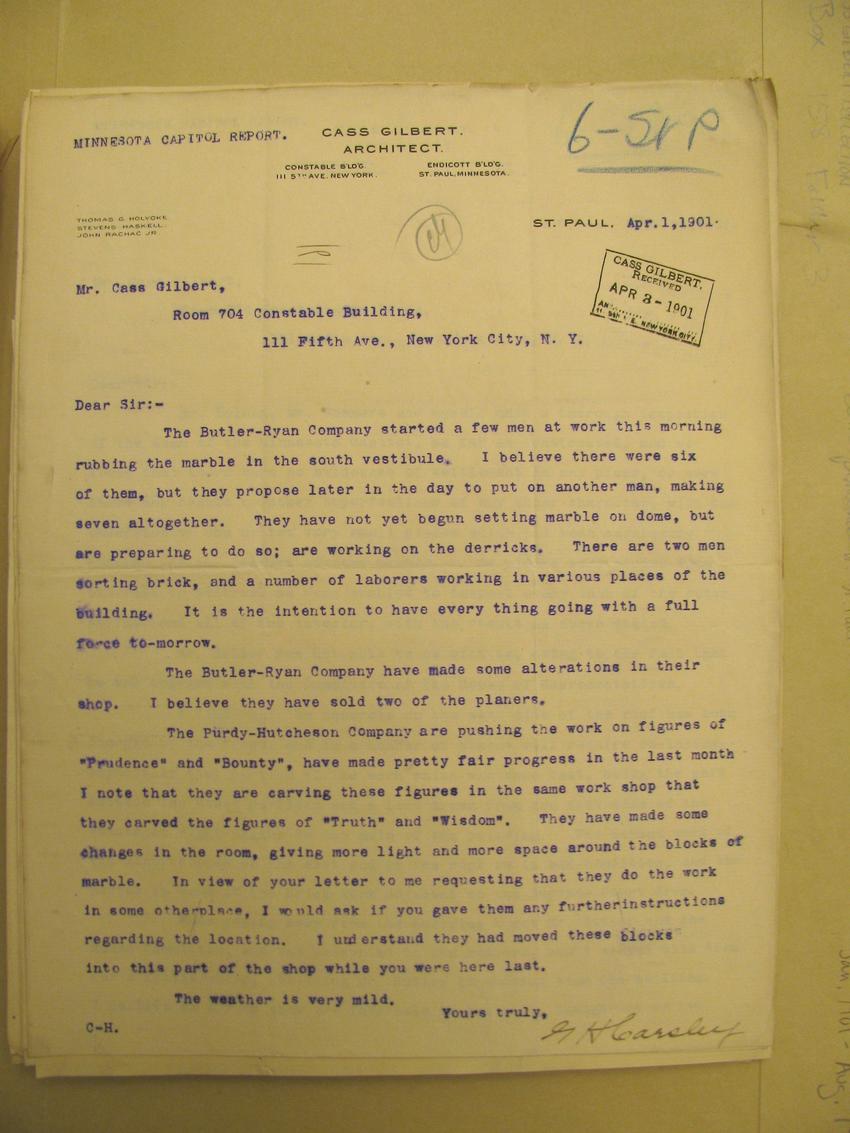 MINNESOTA CAPITOL REPORT.
CASS GILBERT.
ARCHITECT.
CONSTABLE B'LD'G.
111 5TH AVE. NEW YORK.
ENDICOTT B'LD'G.
ST. PAUL, MINNESOTA.
THOMAS G. HOLYOKE
STEVENS HASKELL.
JOHN RACHAC JR.
ST. PAUL, Apr.1,1901.
CASS GILBERT,
RECEIVED
APR 3 - 1901
NEW YORK CITY.
Mr. Cass Gilbert,
Room 704 Constable Building,
111 Fifth Ave., New York City, N. Y.
Dear Sir:-
The Butler-Ryan Company started a few men at work this morning
rubbing the marble in the south vestibule. I believe there were six
of them, but they propose later in the day to put on another man, making
seven altogether. They have not yet begun setting marble on dome, but
are preparing to do so; are working on the derricks. There are two men
sorting brick, and a number of laborers working in various places of the
building. It is the intention to have every thing going with a full
force to-morrow.
The Butler-Ryan Company have made some alterations in their
shop. I believe they have sold two of the planers.
The Purdy-Hutcheson Company are pushing the work on figures of
"Prudence" and "Bounty", have made pretty fair progress in the last month
I note that they are carving these figures in the same work shop that
they carved the figures of "Truth" and "Wisdom". They have made some
changes in the room, giving more light and more space around the blocks of
marble. In view of your letter to me requesting that they do the work
in some otherplace, I would ask if you gave them any furtherinstructions
regarding the location. I understand they had moved these blocks
into this part of the shop while you were here last.
The weather is very mild.
Yours truly,
C-H.
G H Carsley